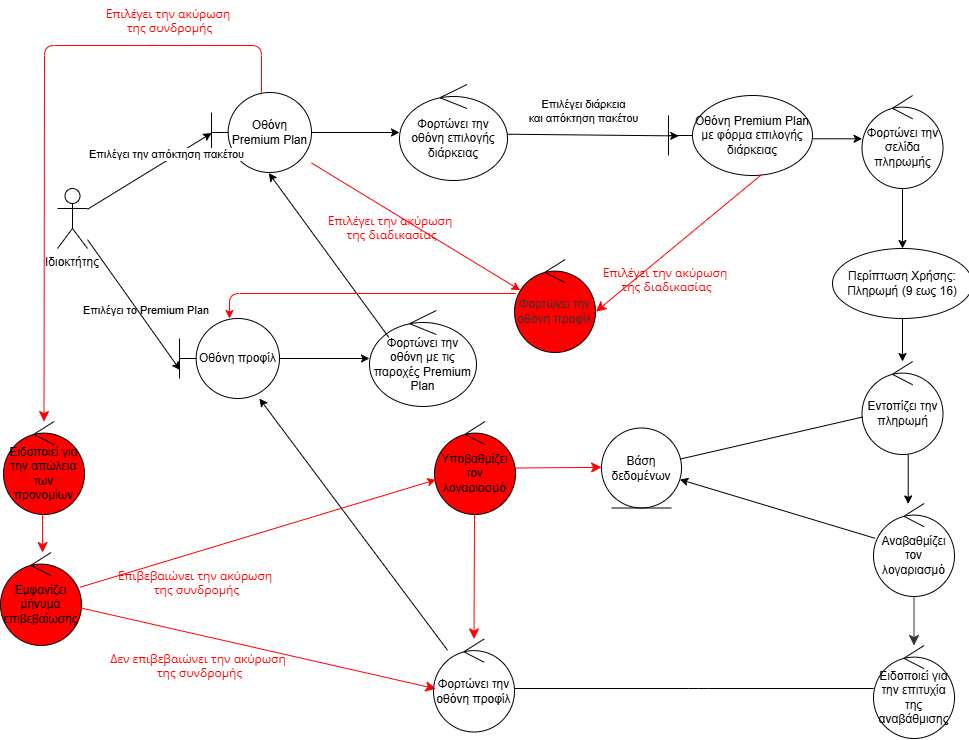 Επιλέγει την ακύρωση
της συνδρομής
Οθόνη
Premium Plan
Φορτώνει την
οθόνη επιλογής
διάρκειας
Επιλέγει διάρκεια
και απόκτηση πακέτου
Οθόνη Premium Plan
με φόρμα επιλογής
διάρκειας
Φορτώνει την
σελίδα
πληρωμής
Επιλέγει την απόκτηση πακέτου
Ιδιοκτήτης
Επιλέγει την ακύρωση
της διαδικασίας
Επιλέγει την ακύρωση
της διαδικασίας
Περίπτωση Χρήσης:
Πληρωμή (9 εως 16)
Επιλέγει το Premium Plan
Φορτώνει την
οθόνη προφίλ
Οθόνη προφίλ
Φορτώνει την
οθόνη με τις
παροχές Premium
Plan
Εντοπίζει την
πληρωμή
Ειδοποιεί για
την απώλεια
των
προνομίων
Υποβαθμίζει
τον
λογαριασμό
Βάση
δεδομένων
Αναβαθμίζει
τον
λογαριασμό
Εμφανίζει
μήνυμα
επιβεβαίωσης
Επιβεβαιώνει την ακύρωση
της συνδρομής
Δεν επιβεβαιώνει την ακύρωση
της συνδρομής
Φορτώνει την
οθόνη προφίλ
Ειδοποιεί για
την επιτυχία
της
αναβάθμισης